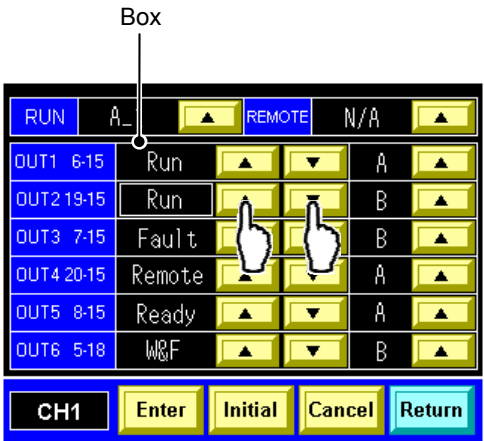 Box
RUN A_ REMOTE N/A
OUT1 6-15 Run A
OUT2 19-15 Run B
OUT3 7-15 Fault B
OUT4 20-15 Remote A
OUT5 8-15 Ready A
OUT6 5-18 W&F B
CH1 Enter Initial Cancel Return